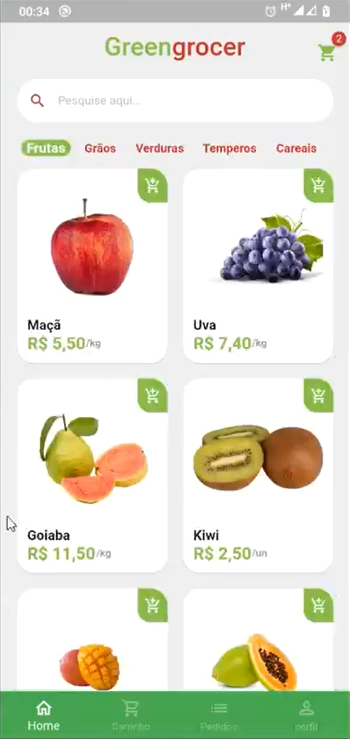 00:34 H+
Greengrocer
2
Pesquise aqui...
Frutas Grãos Verduras Temperos Careais
Maçã
R$ 5,50/kg
Uva
R$ 7,40/kg
Goiaba
R$ 11,50/kg
Kiwi
R$ 2,50/un
Home Carrinho Pedidos perfil